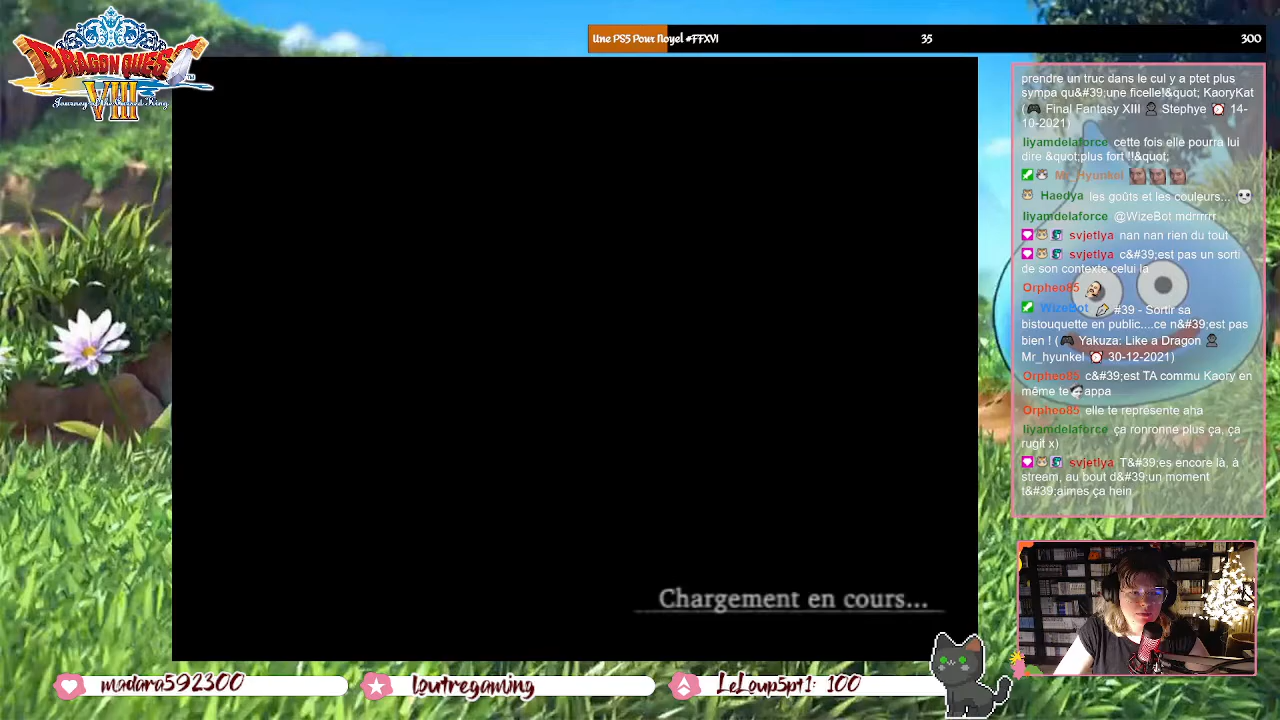 DRAGON QUEST
VIII
Journey of the Cursed King
Une PS5 Pour Noyel #FFXVI 35 300
prendre un truc dans le cul y a ptet plus
sympa qu&#39;une ficelle!&quot; KaoryKat
(🎮 Final Fantasy XIII 👤 Stephye ⏰ 14-
10-2021)
liyamdelaforce cette fois elle pourra lui
dire &quot;plus fort !!&quot;
Mr_Hyunkel
Haedya les goûts et les couleurs...
liyamdelaforce @WizeBot mdrrrrr
svjetlya nan nan rien du tout
svjetlya c&#39;est pas un sorti
de son contexte celui la
Orpheo85
WizeBot #39 - Sortir sa
bistouquette en public....ce n&#39;est pas
bien ! (🎮 Yakuza: Like a Dragon 👤
Mr_hyunkel ⏰ 30-12-2021)
Orpheo85 c&#39;est TA commu Kaory en
même te appa
Orpheo85 elle te représente aha
liyamdelaforce ça ronronne plus ça, ça
rugit x)
svjetlya T&#39;es encore là, à
stream, au bout d&#39;un moment
t&#39;aimes ça hein
Chargement en cours...
madara592300
loutregaming
LeLoup5pt1: 100